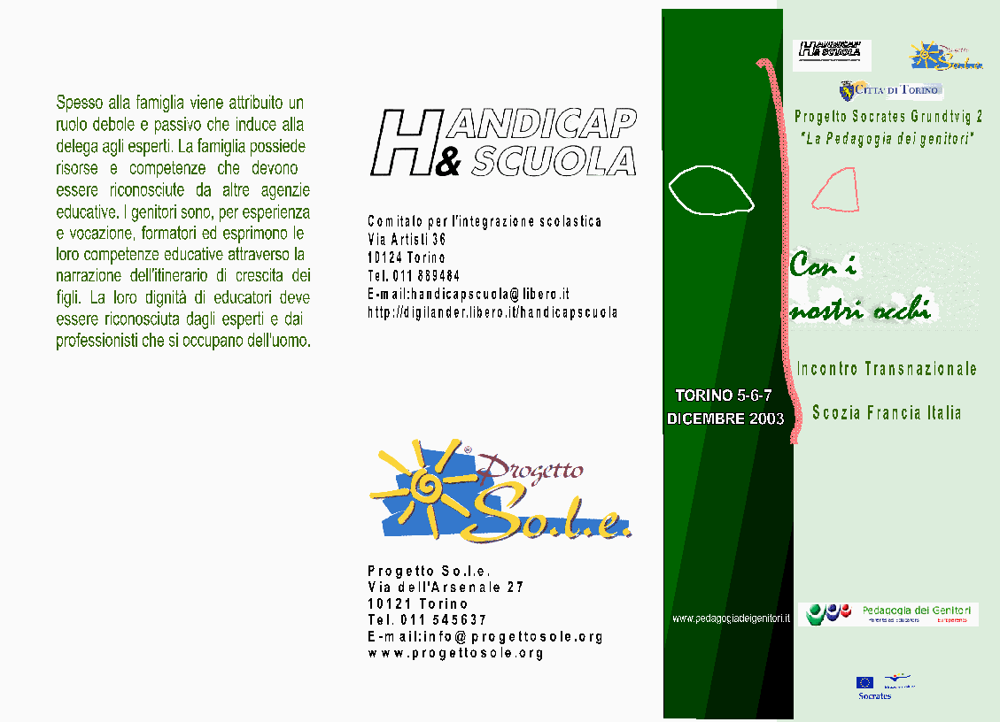 Spesso alla famiglia viene attribuito un
ruolo debole e passivo che induce alla
delega agli esperti. La famiglia possiede
risorse e competenze che devono
essere riconosciute da altre agenzie
educative. I genitori sono, per esperienza
e vocazione, formatori ed esprimono le
loro competenze educative attraverso la
narrazione dell'itinerario di crescita dei
figli. La loro dignità di educatori deve
essere riconosciuta dagli esperti e dai
professionisti che si occupano dell'uomo.
HANDICAP
& SCUOLA
Comitato per l'integrazione scolastica
Via Artisti 36
10124 Torino
Tel. 011 889484
E-mail:handicapscuola@libero.it
http://digilander.libero.it/handicapscuola
Progetto
So.l.e.
®
Progetto So.l.e.
Via dell'Arsenale 27
10121 Torino
Tel. 011 545637
E-mail:info@progettosole.org
www.progettosole.org
TORINO 5-6-7
DICEMBRE 2003
www.pedagogiadeigenitori.it
HANDICAP
& SCUOLA
Progetto
So.l.e.
CITTA' DI TORINO
Progetto Socrates Grundtvig 2
"La Pedagogia dei genitori"
Con i
nostri occhi
Incontro Transnazionale
Scozia Francia Italia
Pedagogia dei Genitori
Parents as Educators Europarents
Socrates